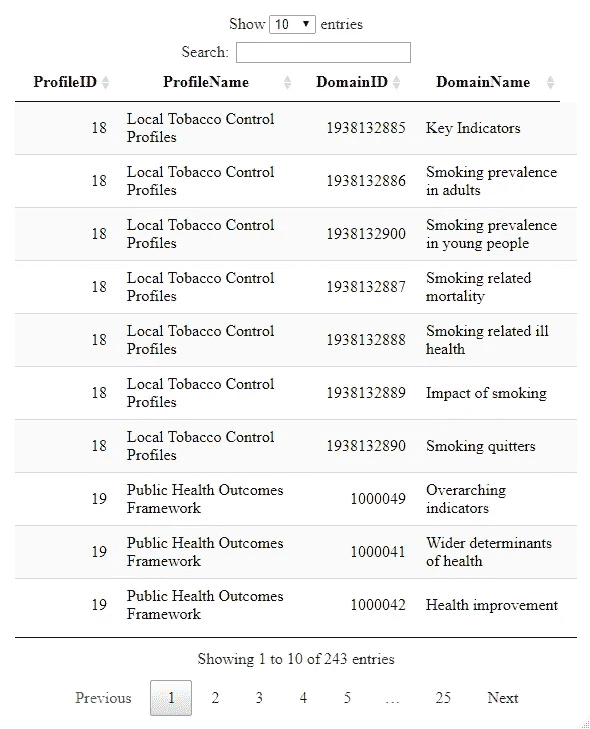 Show 10 entries
Search:
ProfileID ProfileName DomainID DomainName
18 Local Tobacco Control Profiles 1938132885 Key Indicators
18 Local Tobacco Control Profiles 1938132886 Smoking prevalence in adults
18 Local Tobacco Control Profiles 1938132900 Smoking prevalence in young people
18 Local Tobacco Control Profiles 1938132887 Smoking related mortality
18 Local Tobacco Control Profiles 1938132888 Smoking related ill health
18 Local Tobacco Control Profiles 1938132889 Impact of smoking
18 Local Tobacco Control Profiles 1938132890 Smoking quitters
19 Public Health Outcomes Framework 1000049 Overarching indicators
19 Public Health Outcomes Framework 1000041 Wider determinants of health
19 Public Health Outcomes Framework 1000042 Health improvement
Showing 1 to 10 of 243 entries
Previous 1 2 3 4 5 … 25 Next